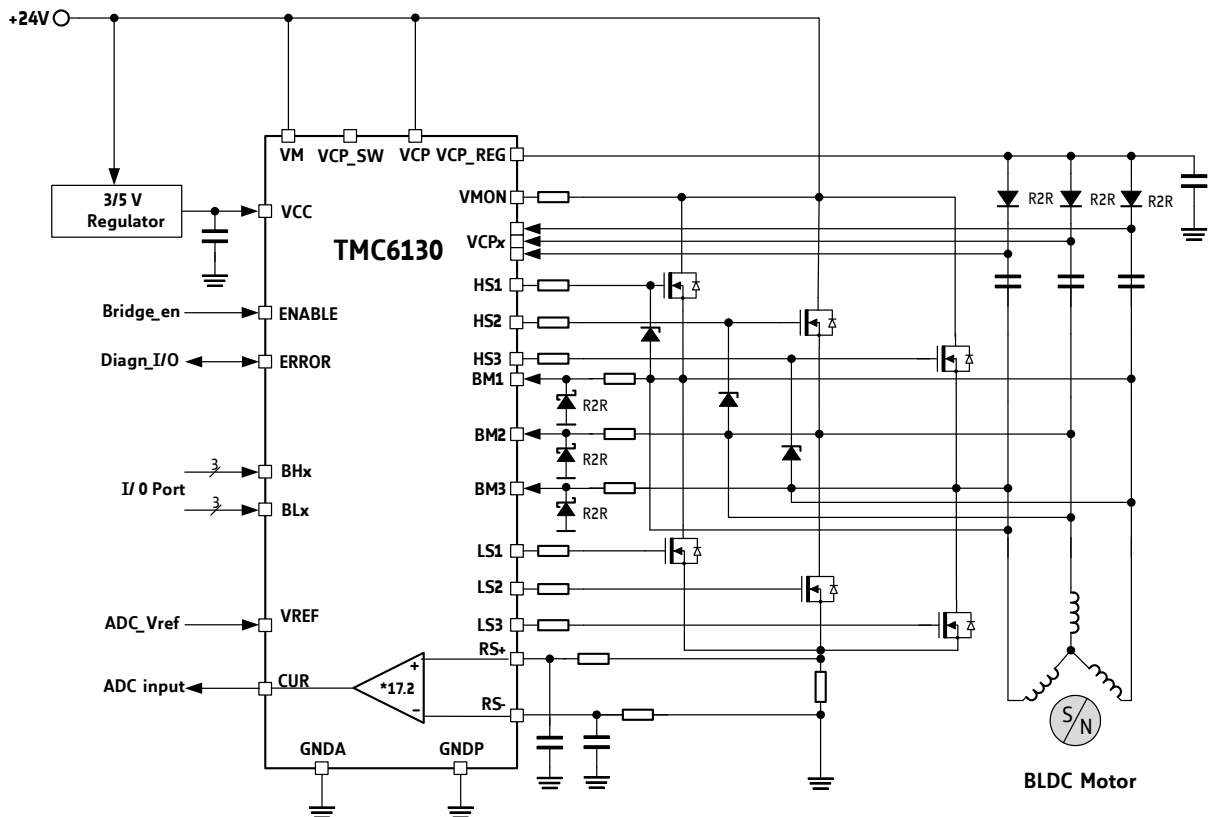 +24V
VM
VCP_SW
VCP
VCP_REG
3/5 V
Regulator
VCC
VMON
R2R
R2R
R2R
VCPx
TMC6130
HS1
Bridge_en
ENABLE
HS2
Diagn_I/O
ERROR
HS3
BM1
R2R
BM2
R2R
BM3
R2R
3
BHx
I/0 Port
3
BLx
LS1
LS2
ADC_Vref
VREF
LS3
RS+
ADC input
CUR
+
*17.2
–
RS-
S/N
GNDA
GNDP
BLDC Motor